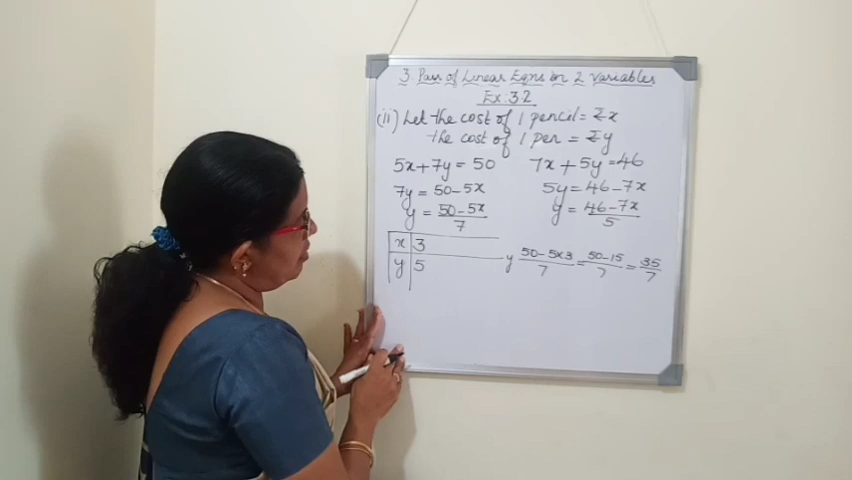 3 Pair of Linear Eqns in 2 Variables
Ex: 3.2
(ii) Let the cost of 1 pencil = ₹x
the cost of 1 pen = ₹y
5x+7y = 50 7x+5y=46
7y = 50-5x 5y = 46-7x
y = 50-5x/7 y = 46-7x/5
x 3
y 5 y 50-5x3/7 = 50-15/7 = 35/7